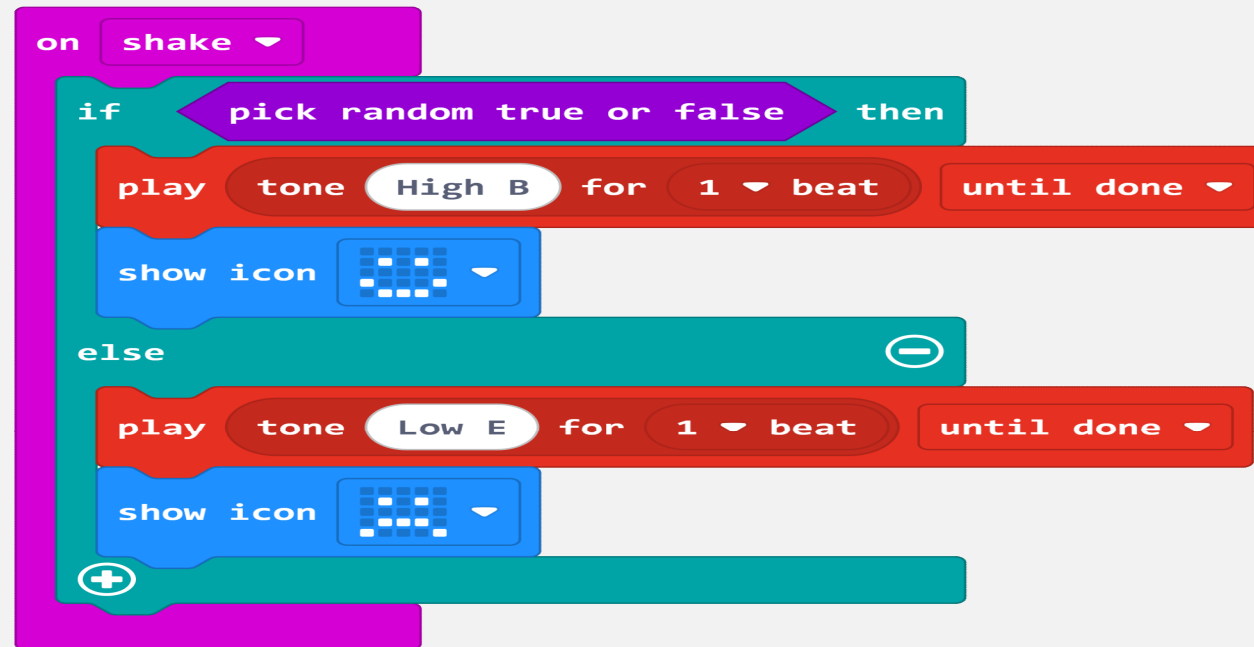 on shake
if pick random true or false then
play tone High B for 1 beat until done
show icon
else
play tone Low E for 1 beat until done
show icon